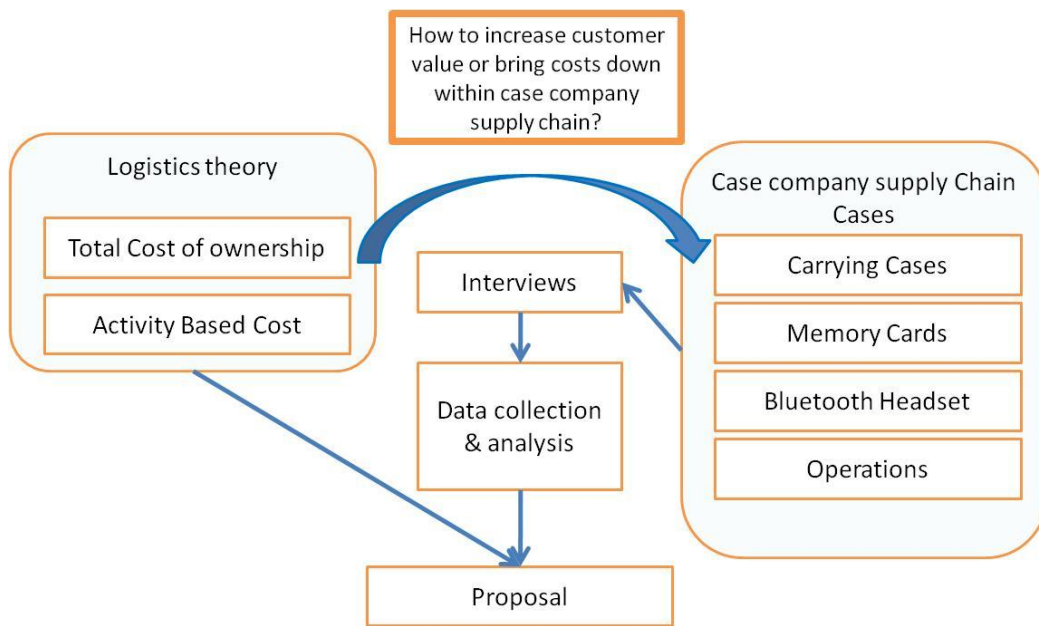 How to increase customer
value or bring costs down
within case company
supply chain?
Logistics theory
Total Cost of ownership
Activity Based Cost
Interviews
Data collection
& analysis
Proposal
Case company supply Chain
Cases
Carrying Cases
Memory Cards
Bluetooth Headset
Operations